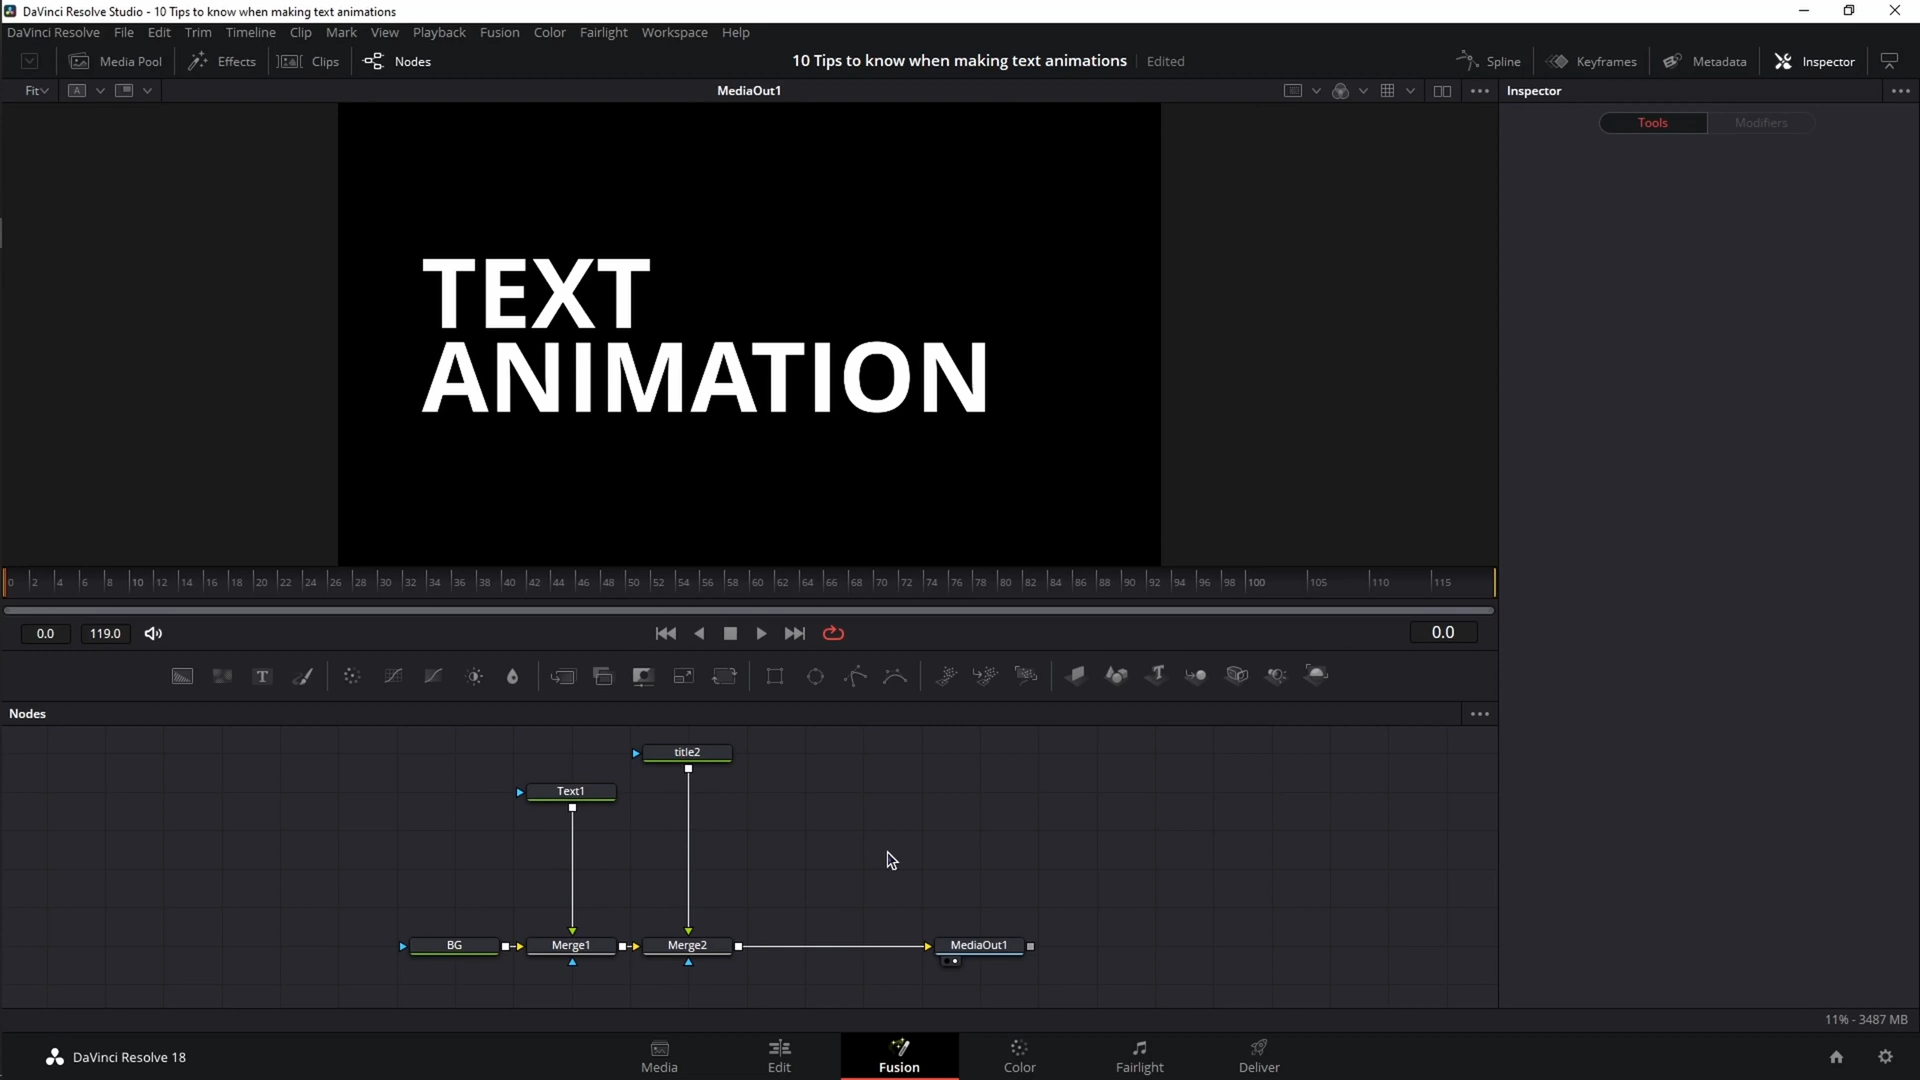 DaVinci Resolve Studio - 10 Tips to know when making text animations
DaVinci Resolve File Edit Trim Timeline Clip Mark View Playback Fusion Color Fairlight Workspace Help
Media Pool Effects Clips Nodes 10 Tips to know when making text animations Edited Spline Keyframes Metadata Inspector
Fit A MediaOut1 Inspector
Tools Modifiers
TEXT
ANIMATION
0 2 4 6 8 10 12 14 16 18 20 22 24 26 28 30 32 34 36 38 40 42 44 46 48 50 52 54 56 58 60 62 64 66 68 70 72 74 76 78 80 82 84 86 88 90 92 94 96 98 100 105 110 115
0.0 119.0 0.0
T T
Nodes
title2
Text1
BG Merge1 Merge2 MediaOut1
11% - 3487 MB
DaVinci Resolve 18 Media Edit Fusion Color Fairlight Deliver